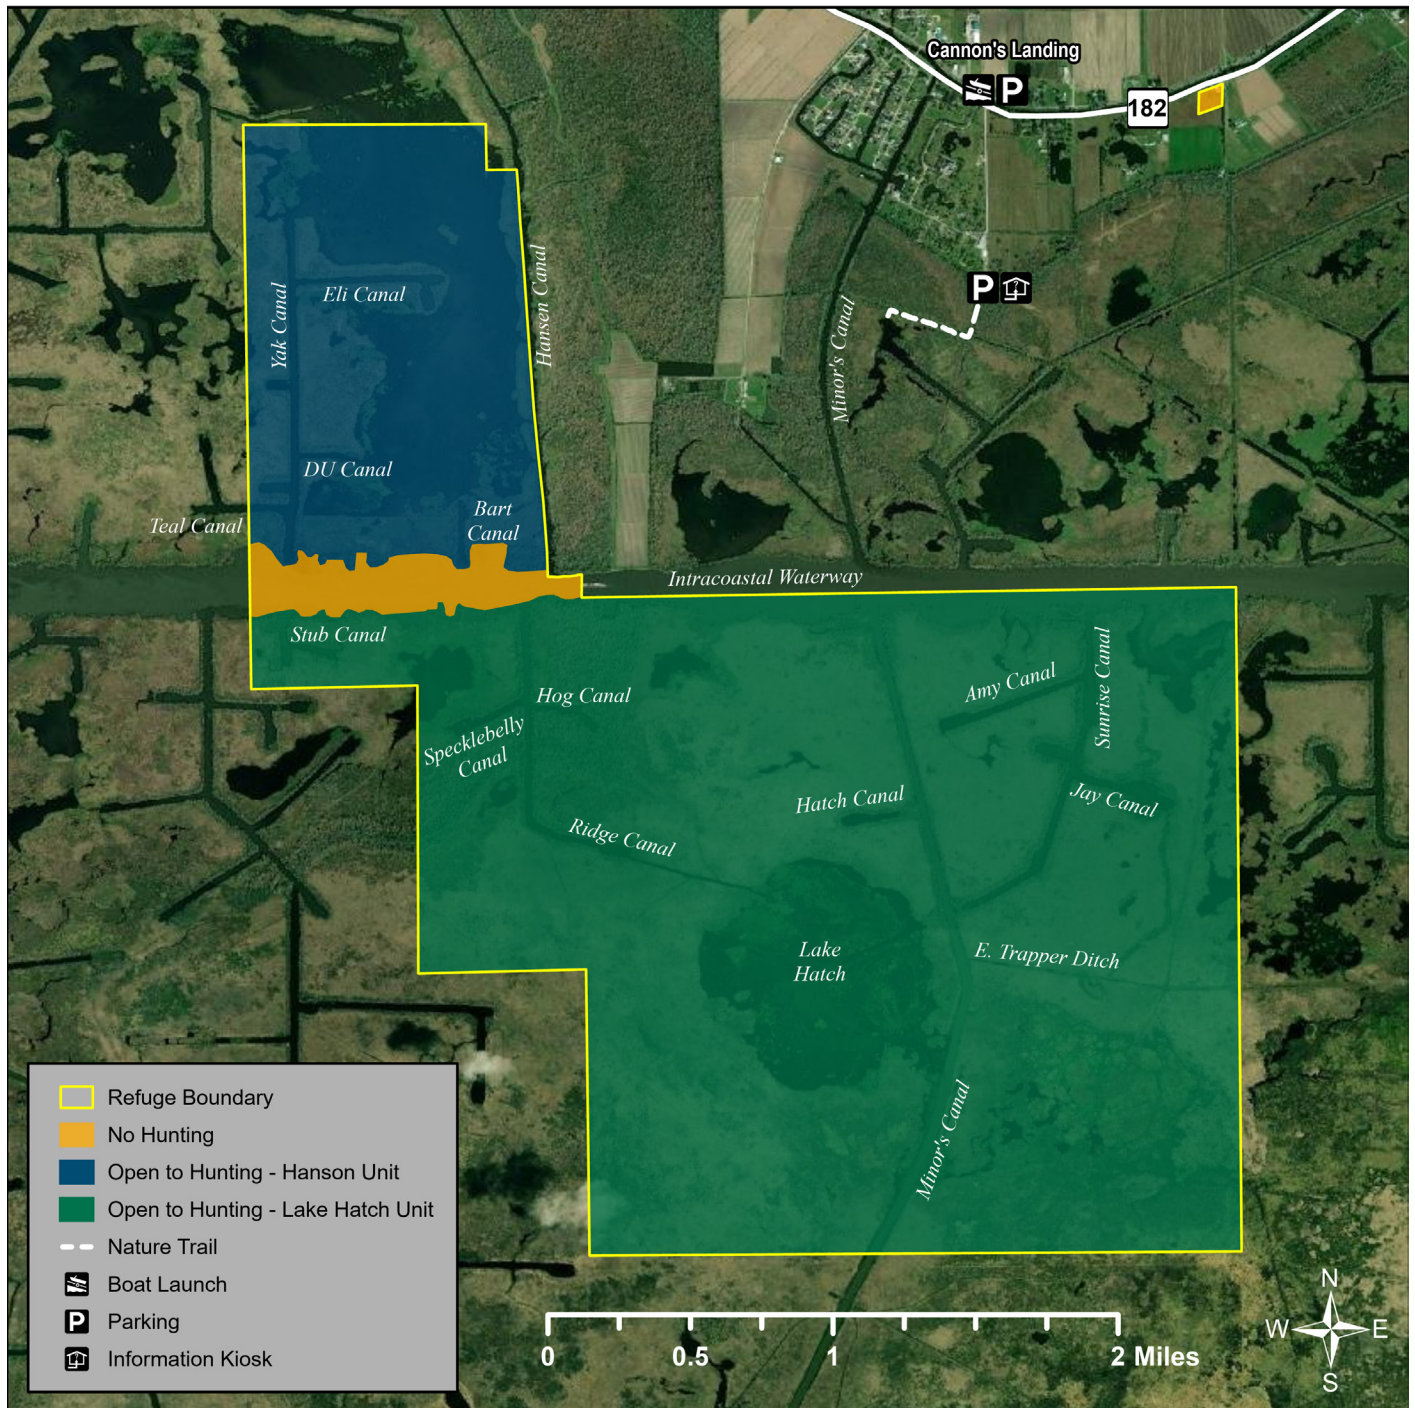 Cannon's Landing
P
182
P
Eli Canal
Yak Canal
Hansen Canal
Minor's Canal
DU Canal
Bart
Canal
Teal Canal
Intracoastal Waterway
Stub Canal
Hog Canal
Specklebelly
Canal
Amy Canal
Sunrise Canal
Hatch Canal
Jay Canal
Ridge Canal
Lake
Hatch
E. Trapper Ditch
Minor's Canal
Refuge Boundary
No Hunting
Open to Hunting - Hanson Unit
Open to Hunting - Lake Hatch Unit
Nature Trail
Boat Launch
P Parking
? Information Kiosk
0 0.5 1 2 Miles
N
W E
S